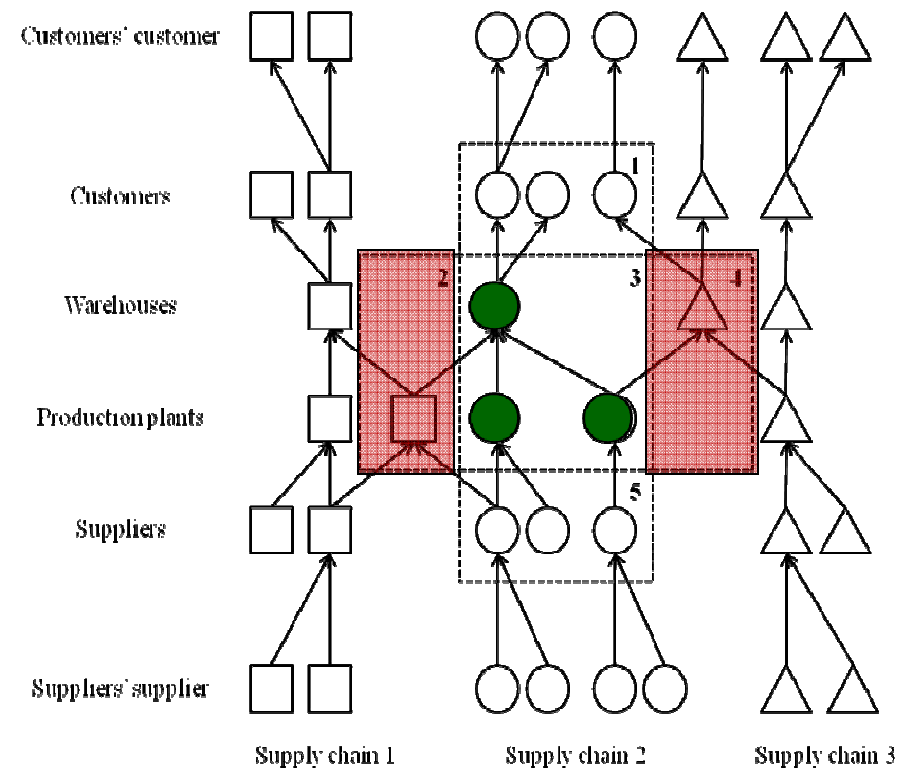 Customers' customer
1
Customers
2
3
4
Warehouses
Production plants
5
Suppliers
Suppliers' supplier
Supply chain 1
Supply chain 2
Supply chain 3